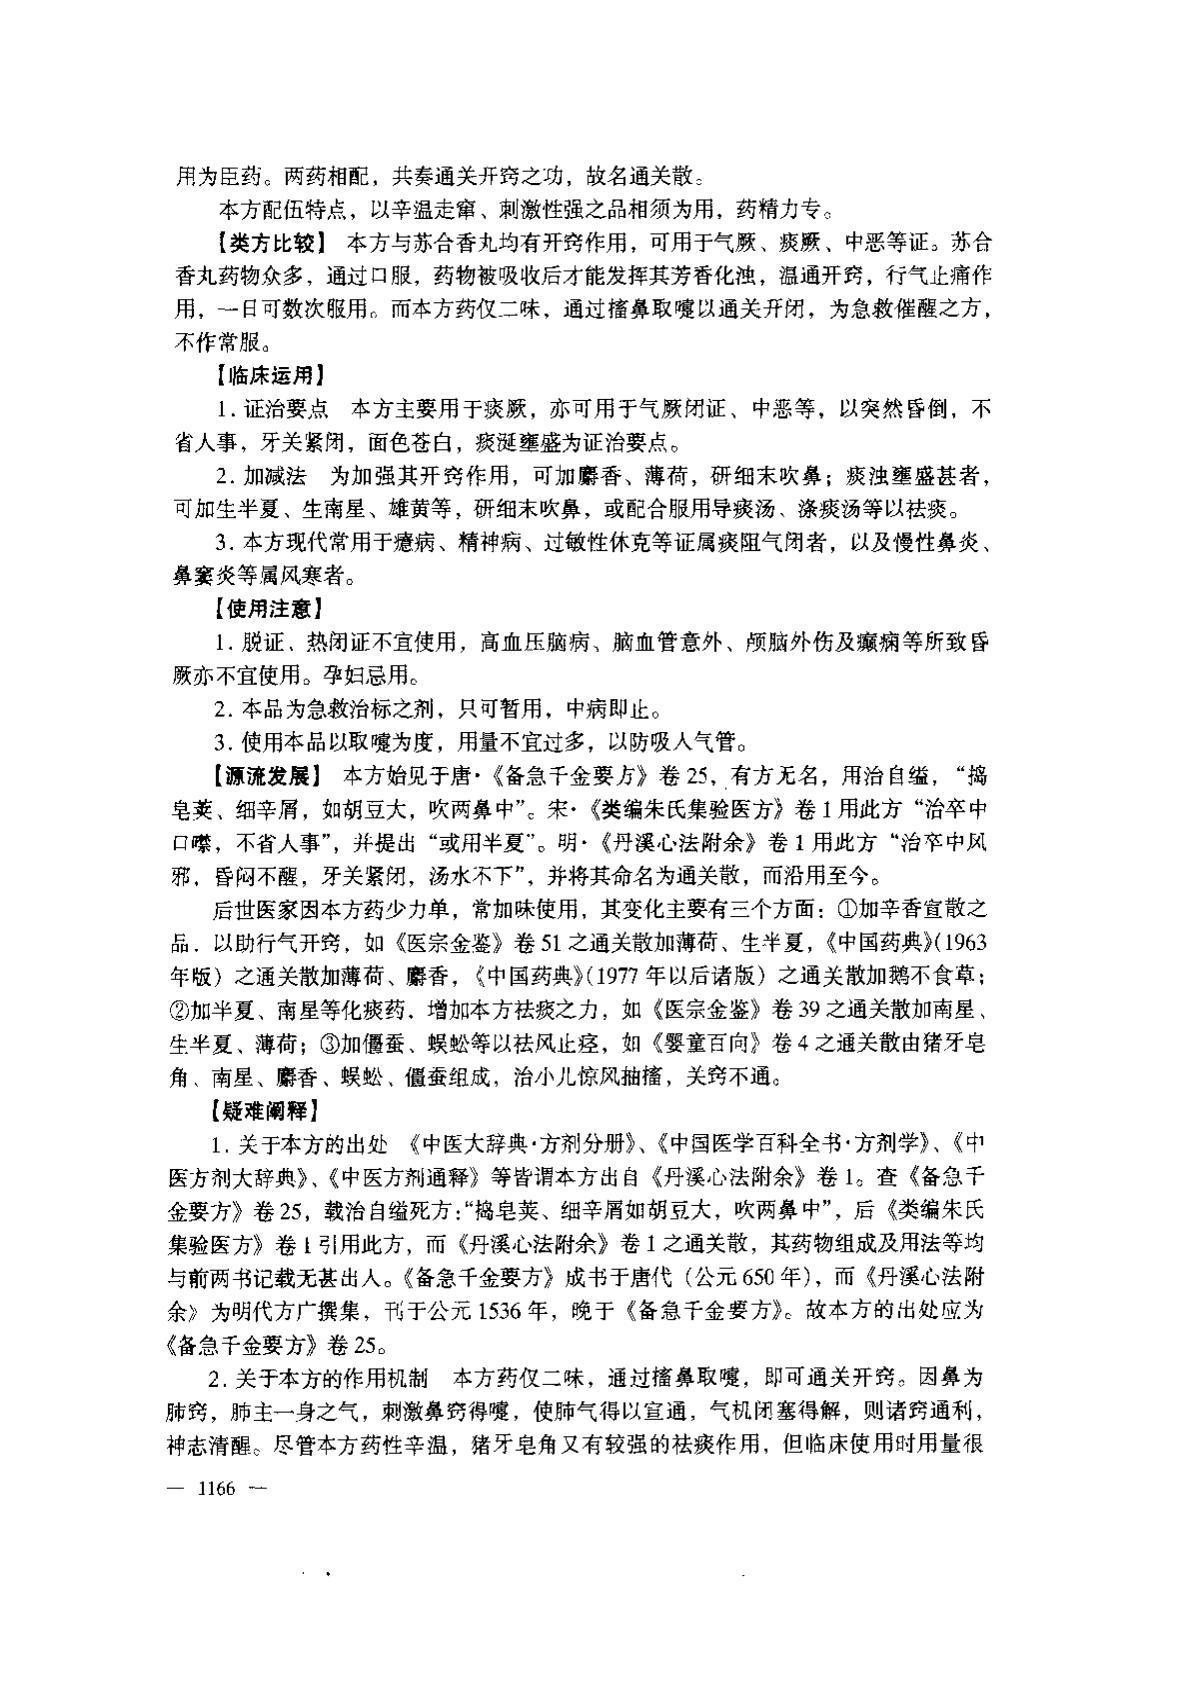 用为臣药。两药相配，共奏通关开窍之功，故名通关散。
本方配伍特点，以辛温走窜、刺激性强之品相须为用，药精力专。
【类方比较】 本方与苏合香丸均有开窍作用，可用于气厥、痰厥、中恶等证。苏合
香丸药物众多，通过口服，药物被吸收后才能发挥其芳香化浊，温通开窍，行气止痛作
用，一日可数次服用。而本方药仅二味，通过搐鼻取嚏以通关开闭，为急救催醒之方，
不作常服。
【临床运用】
1. 证治要点 本方主要用于痰厥，亦可用于气厥闭证、中恶等，以突然昏倒，不
省人事，牙关紧闭，面色苍白，痰涎壅盛为证治要点。
2. 加减法 为加强其开窍作用，可加麝香、薄荷，研细末吹鼻；痰浊壅盛甚者，
可加生半夏、生南星、雄黄等，研细末吹鼻，或配合服用导痰汤、涤痰汤等以祛痰。
3. 本方现代常用于癔病、精神病、过敏性休克等证属痰阻气闭者，以及慢性鼻炎、
鼻窦炎等属风寒者。
【使用注意】
1. 脱证、热闭证不宜使用，高血压脑病、脑血管意外、颅脑外伤及癫痫等所致昏
厥亦不宜使用。孕妇忌用。
2. 本品为急救治标之剂，只可暂用，中病即止。
3. 使用本品以取嚏为度，用量不宜过多，以防吸入气管。
【源流发展】 本方始见于唐·《备急千金要方》卷 25，有方无名，用治自缢，“捣
皂荚、细辛屑，如胡豆大，吹两鼻中”。宋·《类编朱氏集验医方》卷 1 用此方“治卒中
口噤，不省人事”，并提出“或用半夏”。明·《丹溪心法附余》卷 1 用此方“治卒中风
邪，昏闷不醒，牙关紧闭，汤水不下”，并将其命名为通关散，而沿用至今。
后世医家因本方药少力单，常加味使用，其变化主要有三个方面：①加辛香宣散之
品．以助行气开窍，如《医宗金鉴》卷 51 之通关散加薄荷、生半夏，《中国药典》(1963
年版）之通关散加薄荷、麝香，《中国药典》(1977 年以后诸版）之通关散加鹅不食草；
②加半夏、南星等化痰药．增加本方祛痰之力，如《医宗金鉴》卷 39 之通关散加南星、
生半夏、薄荷；③加僵蚕、蜈蚣等以祛风止痉，如《婴童百问》卷 4 之通关散由猪牙皂
角、南星、麝香、蜈蚣、僵蚕组成，治小儿惊风抽搐，关窍不通。
【疑难阐释】
1. 关于本方的出处 《中医大辞典·方剂分册》、《中国医学百科全书·方剂学》、《中
医方剂大辞典》、《中医方剂通释》等皆谓本方出自《丹溪心法附余》卷 1。查《备急千
金要方》卷 25，载治自缢死方：“捣皂荚、细辛屑如胡豆大，吹两鼻中”，后《类编朱氏
集验医方》卷 1 引用此方，而《丹溪心法附余》卷 1 之通关散，其药物组成及用法等均
与前两书记载无甚出人。《备急千金要方》成书于唐代（公元 650 年），而《丹溪心法附
余》为明代方广撰集，刊于公元 1536 年，晚于《备急千金要方》。故本方的出处应为
《备急千金要方》卷 25。
2. 关于本方的作用机制 本方药仅二味，通过搐鼻取嚏，即可通关开窍。因鼻为
肺窍，肺主一身之气，刺激鼻窍得嚏，使肺气得以宣通，气机闭塞得解，则诸窍通利，
神志清醒。尽管本方药性辛温，猪牙皂角又有较强的祛痰作用，但临床使用时用量很
— 1166 —